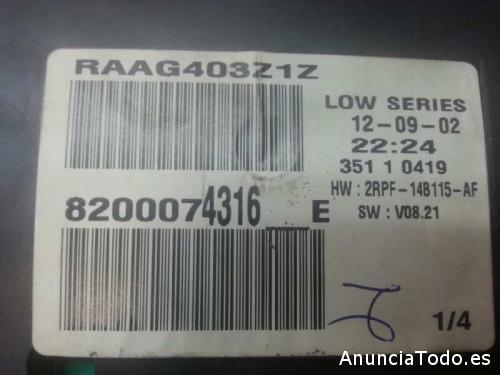 RAAG403Z1Z
LOW SERIES
12-09-02
22:24
351 1 0419
HW : 2RPF-14B115-AF
SW : V08.21
8200074316__E
1/4
AnunciaTodo.es